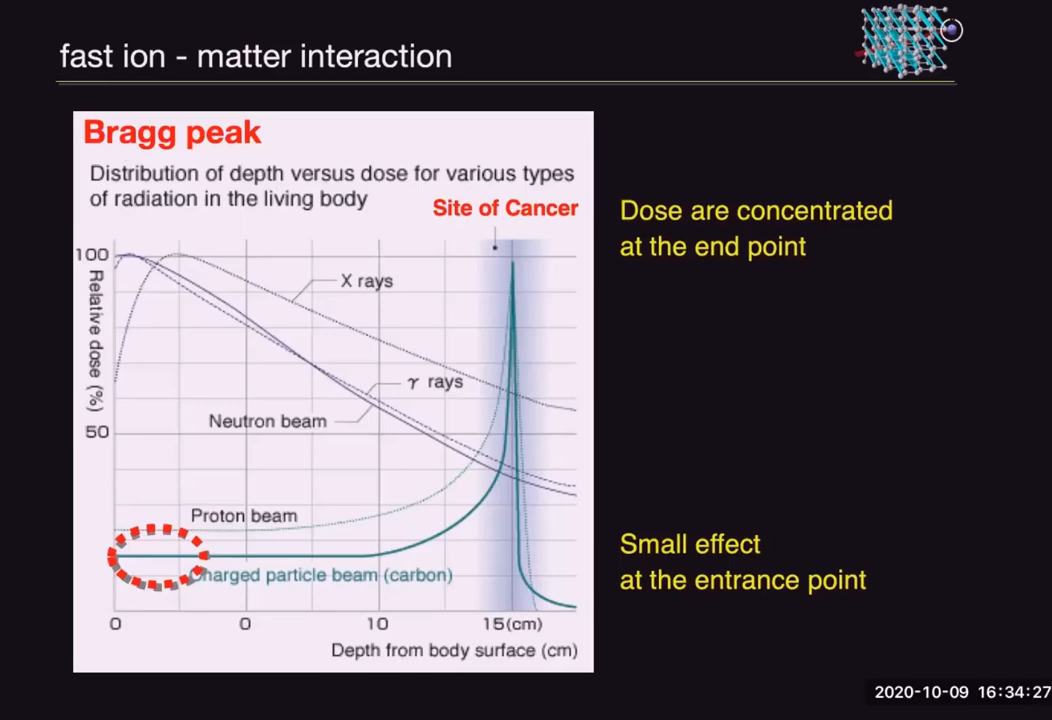 fast ion - matter interaction
Bragg peak
Distribution of depth versus dose for various types
of radiation in the living body
Site of Cancer
Dose are concentrated
at the end point
100
X rays
Relative dose (%)
γ rays
Neutron beam
50
Proton beam
Small effect
at the entrance point
Charged particle beam (carbon)
0 0 10 15(cm)
Depth from body surface (cm)
2020-10-09 16:34:27